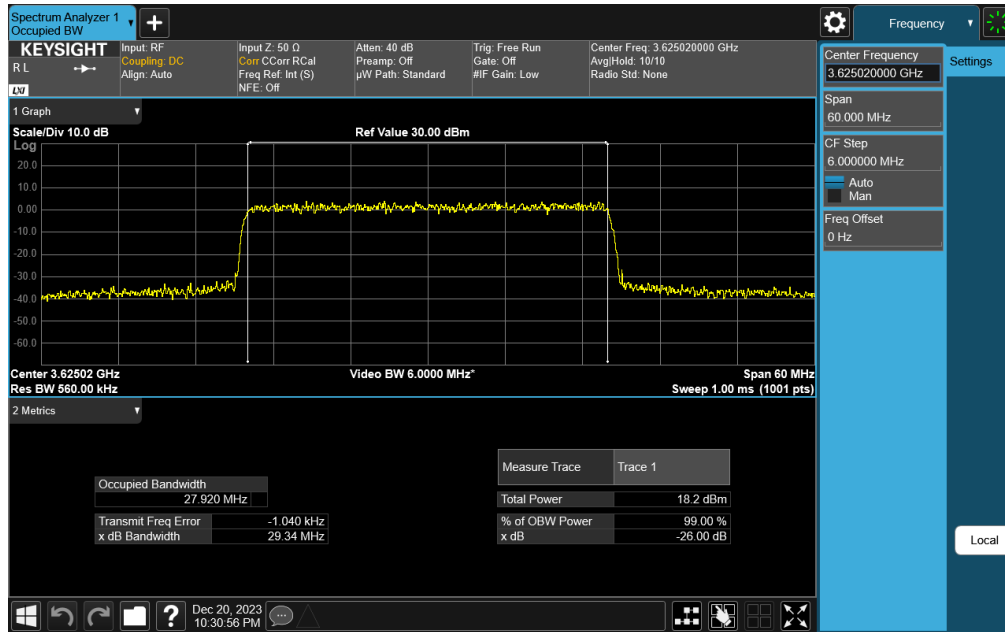 Spectrum Analyzer 1
Occupied BW
Frequency
KEYSIGHT
R L
LXI
Input: RF
Coupling: DC
Align: Auto
Input Z: 50 Ω
Corr CCorr RCal
Freq Ref: Int (S)
NFE: Off
Atten: 40 dB
Preamp: Off
µW Path: Standard
Trig: Free Run
Gate: Off
#IF Gain: Low
Center Freq: 3.625020000 GHz
Avg|Hold: 10/10
Radio Std: None
1 Graph
Scale/Div 10.0 dB
Ref Value 30.00 dBm
Log
20.0
10.0
0.00
-10.0
-20.0
-30.0
-40.0
-50.0
-60.0
Center 3.62502 GHz
Video BW 6.0000 MHz*
Span 60 MHz
Res BW 560.00 kHz
Sweep 1.00 ms (1001 pts)
2 Metrics
Occupied Bandwidth
27.920 MHz
Transmit Freq Error -1.040 kHz
x dB Bandwidth 29.34 MHz
Measure Trace Trace 1
Total Power 18.2 dBm
% of OBW Power 99.00 %
x dB -26.00 dB
Center Frequency
3.625020000 GHz
Span
60.000 MHz
CF Step
6.000000 MHz
Auto
Man
Freq Offset
0 Hz
Settings
Local
?
Dec 20, 2023
10:30:56 PM